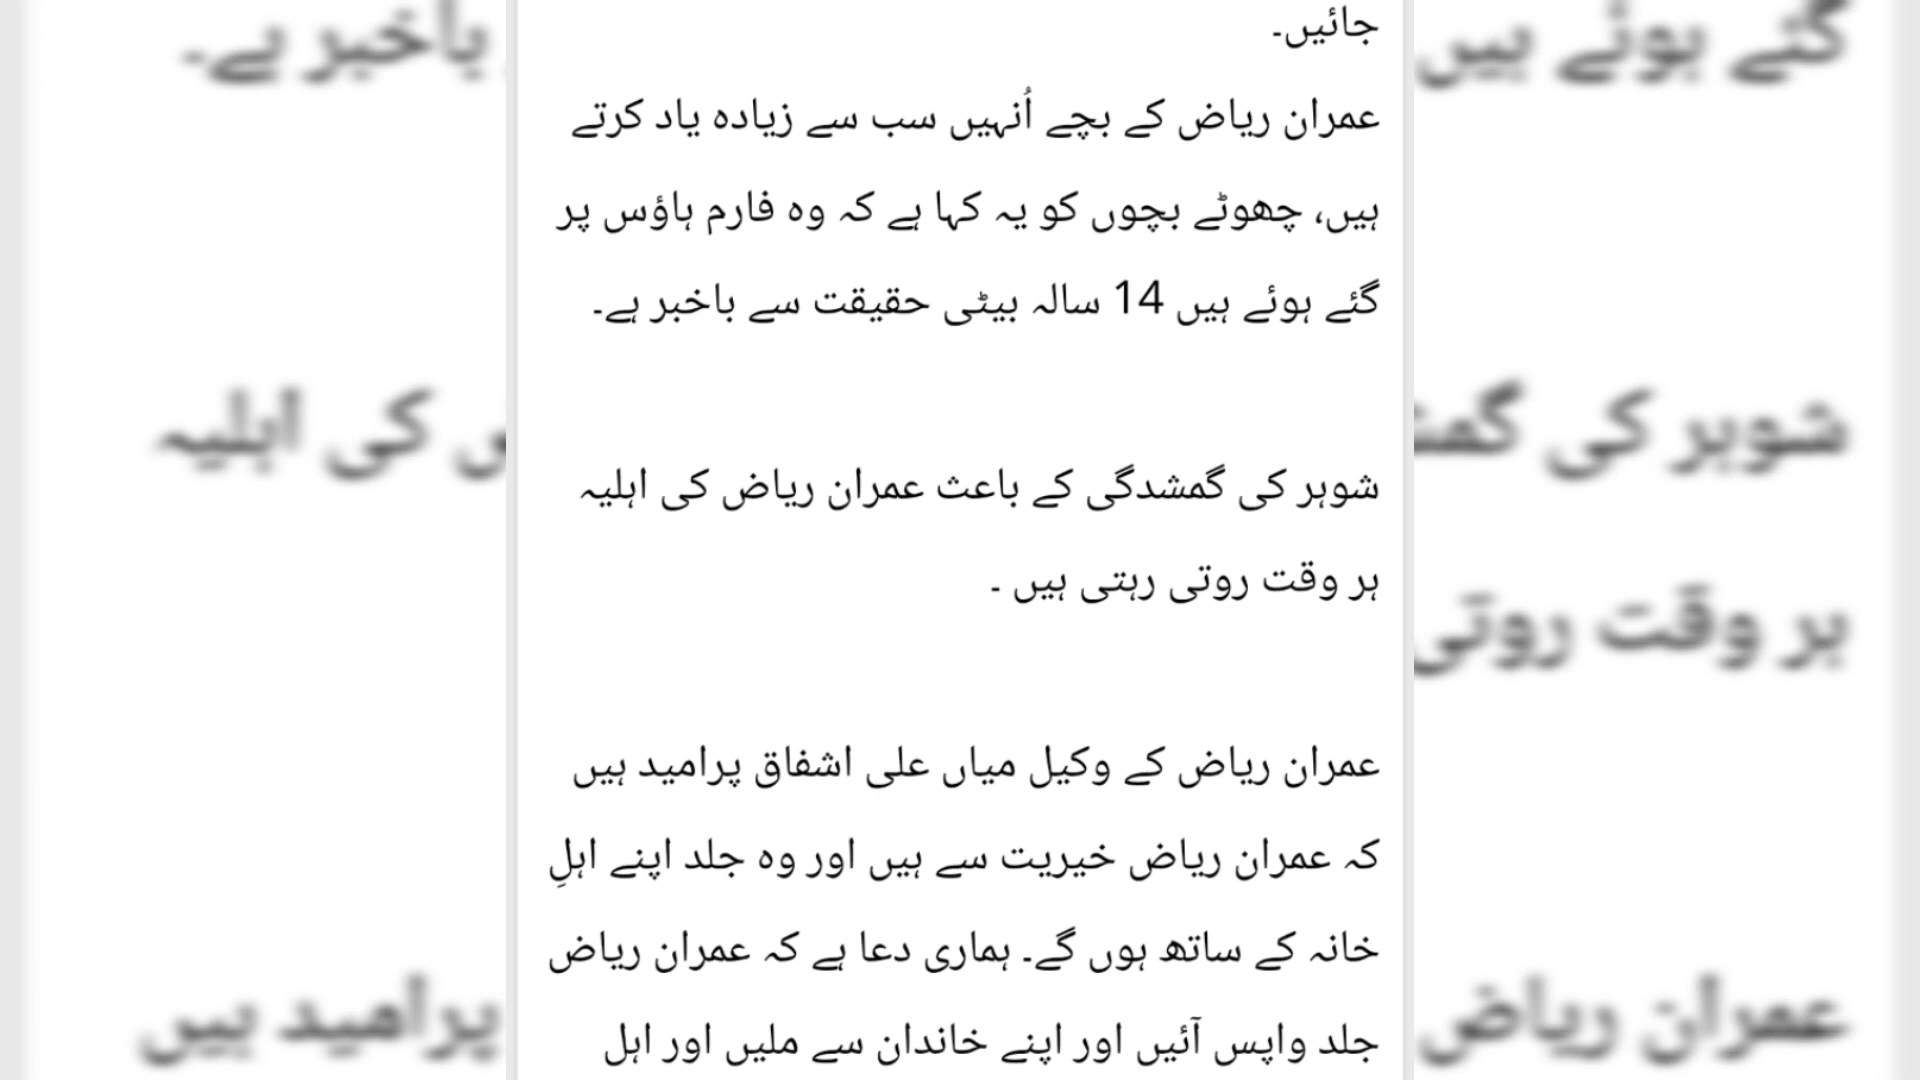 جائیں۔
عمران ریاض کے بچے اُنہیں سب سے زیادہ یاد کرتے
ہیں، چھوٹے بچوں کو یہ کہا ہے کہ وہ فارم ہاؤس پر
گئے ہوئے ہیں 14 سالہ بیٹی حقیقت سے باخبر ہے۔
شوہر کی گمشدگی کے باعث عمران ریاض کی اہلیہ
ہر وقت روتی رہتی ہیں ۔
عمران ریاض کے وکیل میاں علی اشفاق پرامید ہیں
کہ عمران ریاض خیریت سے ہیں اور وہ جلد اپنے اہلِ
خانہ کے ساتھ ہوں گے۔ ہماری دعا ہے کہ عمران ریاض
جلد واپس آئیں اور اپنے خاندان سے ملیں اور اہل